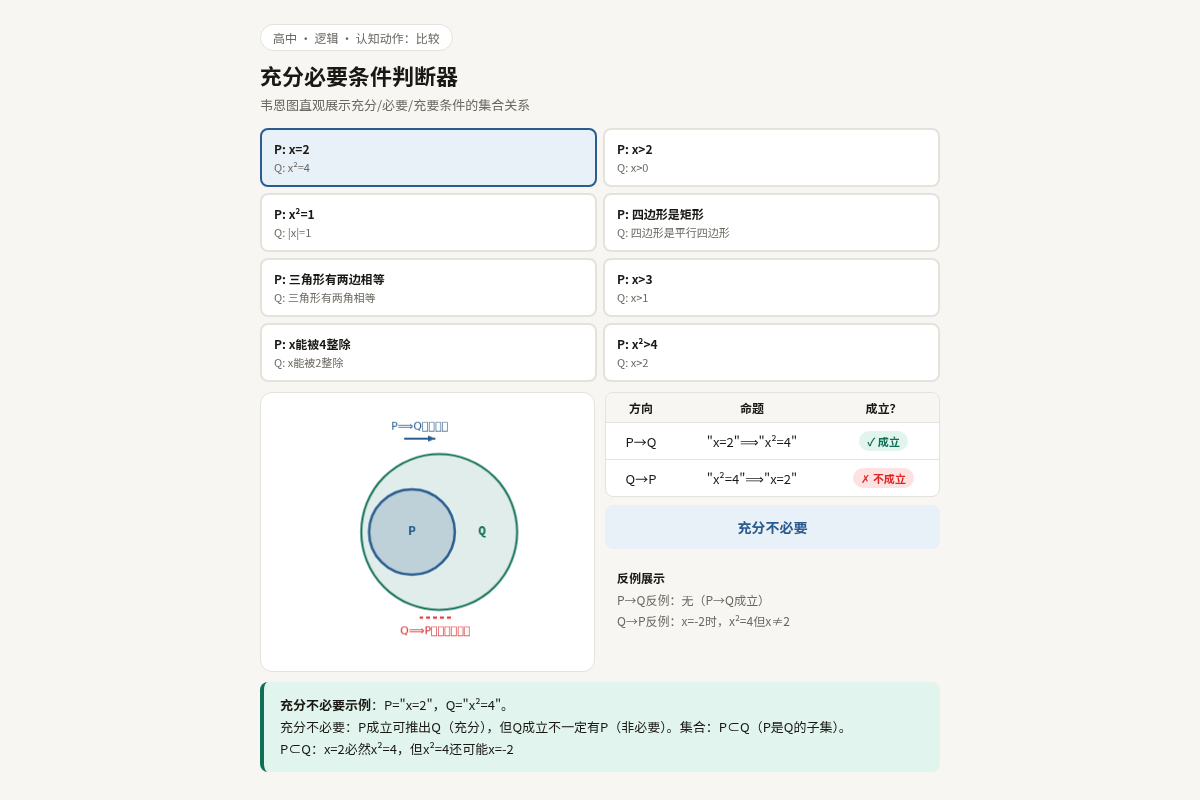 高中 · 逻辑 · 认知动作：比较
充分必要条件判断器
韦恩图直观展示充分/必要/充要条件的集合关系
P: x=2
Q: x²=4
P: x>2
Q: x>0
P: x²=1
Q: |x|=1
P: 四边形是矩形
Q: 四边形是平行四边形
P: 三角形有两边相等
Q: 三角形有两角相等
P: x>3
Q: x>1
P: x能被4整除
Q: x能被2整除
P: x²>4
Q: x>2
P⟹Q
P
Q
Q⟹P
方向 命题 成立?
P→Q "x=2"⟹"x²=4" ✓ 成立
Q→P "x²=4"⟹"x=2" ✗ 不成立
充分不必要
反例展示
P→Q反例：无（P→Q成立）
Q→P反例：x=-2时，x²=4但x≠2
充分不必要示例：P="x=2"，Q="x²=4"。
充分不必要：P成立可推出Q（充分），但Q成立不一定有P（非必要）。集合：P⊂Q（P是Q的子集）。
P⊂Q：x=2必然x²=4，但x²=4还可能x=-2